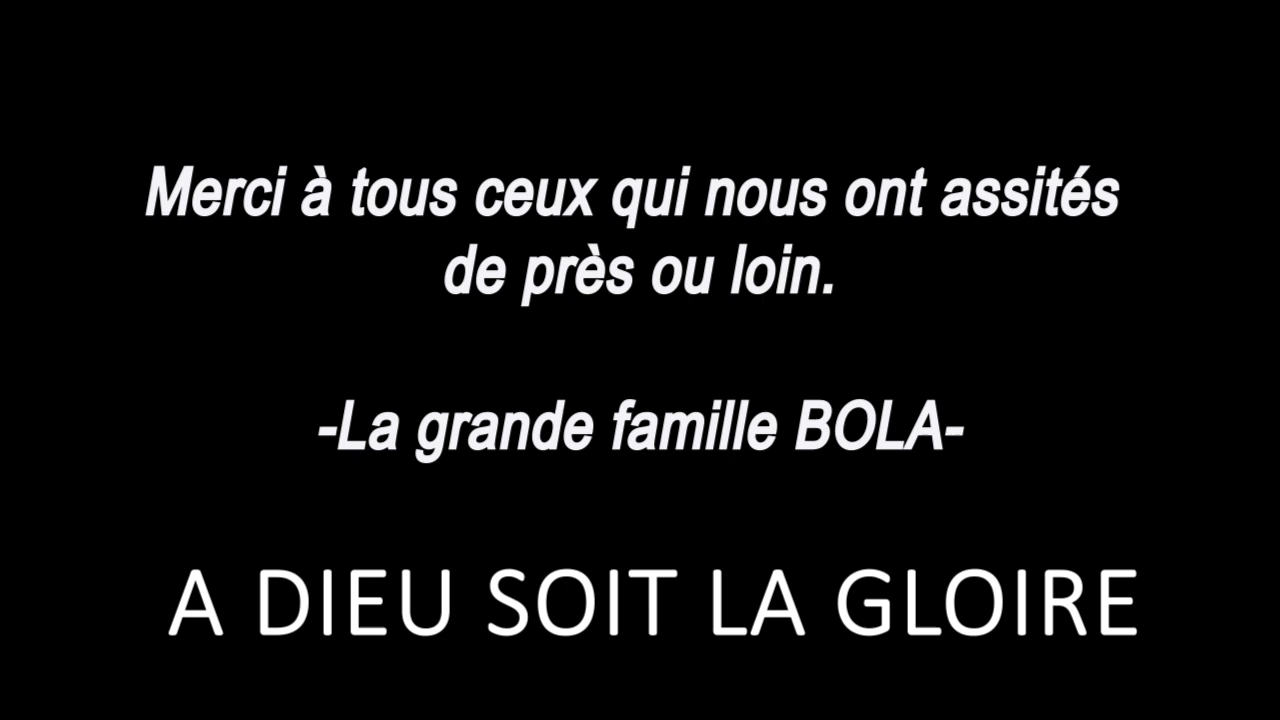 Merci à tous ceux qui nous ont assités
de près ou loin.
-La grande famille BOLA-
A DIEU SOIT LA GLOIRE